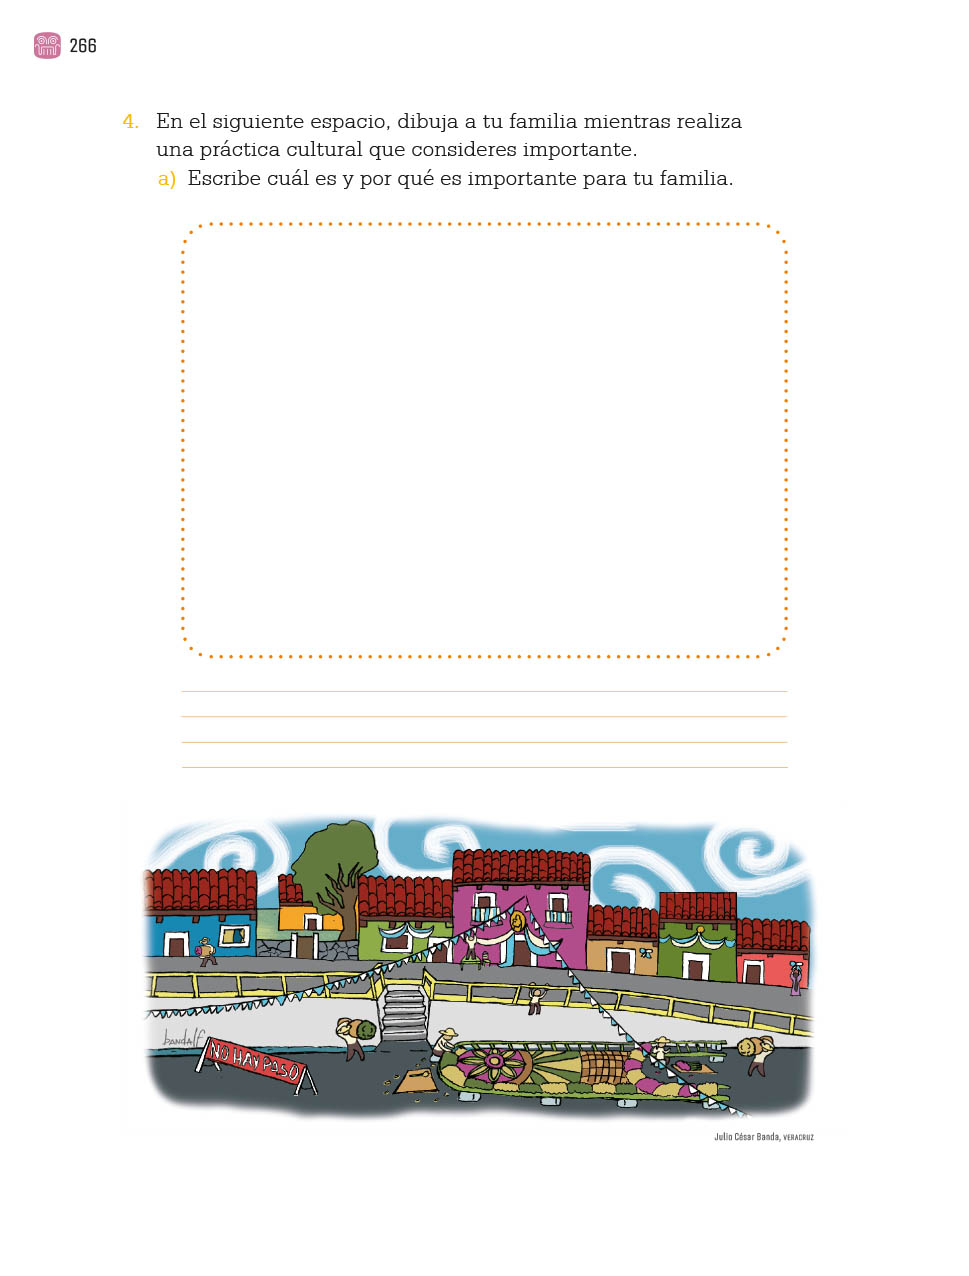 266
4. En el siguiente espacio, dibuja a tu familia mientras realiza
una práctica cultural que consideres importante.
a) Escribe cuál es y por qué es importante para tu familia.
bandalf
NO HAY PASO
Julio César Banda, VERACRUZ